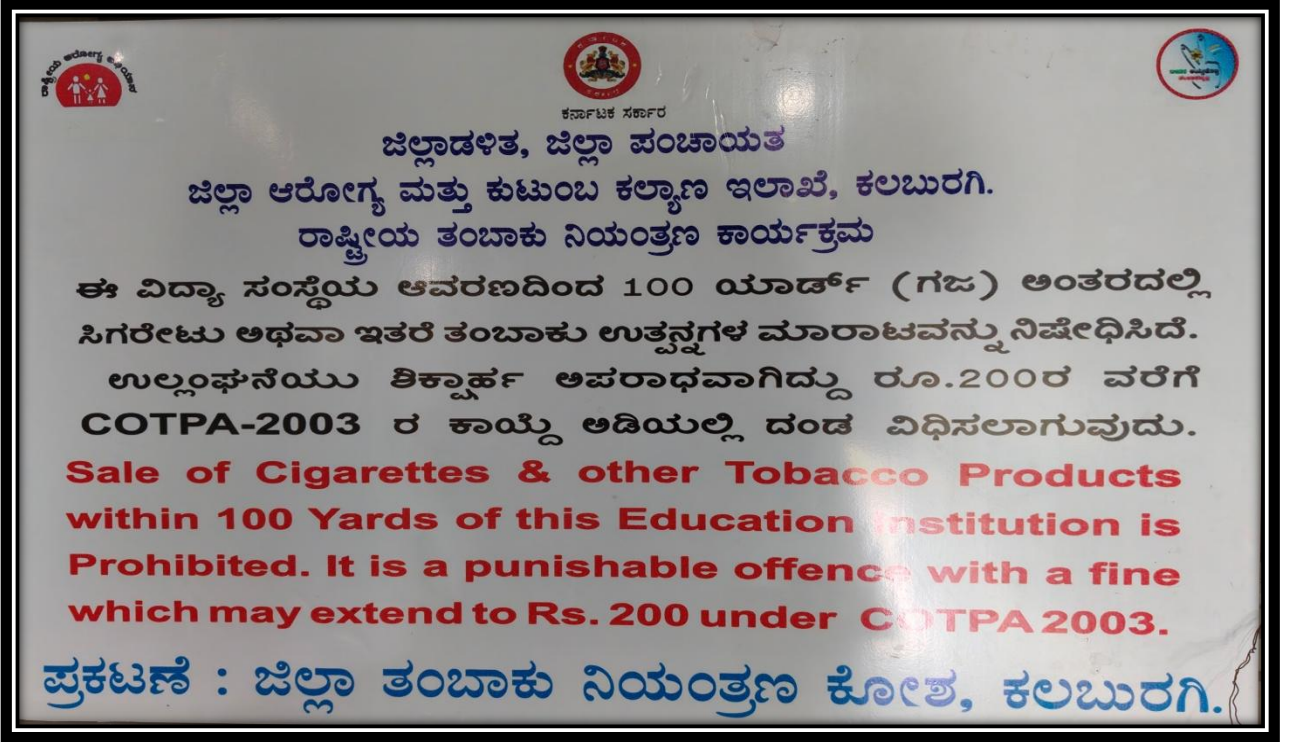 ರಾಷ್ಟ್ರೀಯ ಆರೋಗ್ಯ ಅಭಿಯಾನ
ಕರ್ನಾಟಕ ಸರ್ಕಾರ
ಜಿಲ್ಲಾಡಳಿತ, ಜಿಲ್ಲಾ ಪಂಚಾಯತ
ಜಿಲ್ಲಾ ಆರೋಗ್ಯ ಮತ್ತು ಕುಟುಂಬ ಕಲ್ಯಾಣ ಇಲಾಖೆ, ಕಲಬುರಗಿ.
ರಾಷ್ಟ್ರೀಯ ತಂಬಾಕು ನಿಯಂತ್ರಣ ಕಾರ್ಯಕ್ರಮ
ಈ ವಿದ್ಯಾ ಸಂಸ್ಥೆಯ ಆವರಣದಿಂದ 100 ಯಾರ್ಡ್ (ಗಜ) ಅಂತರದಲ್ಲಿ
ಸಿಗರೇಟು ಅಥವಾ ಇತರೆ ತಂಬಾಕು ಉತ್ಪನ್ನಗಳ ಮಾರಾಟವನ್ನು ನಿಷೇಧಿಸಿದೆ.
ಉಲ್ಲಂಘನೆಯು ಶಿಕ್ಷಾರ್ಹ ಅಪರಾಧವಾಗಿದ್ದು ರೂ.200ರ ವರೆಗೆ
COTPA-2003 ರ ಕಾಯ್ದೆ ಅಡಿಯಲ್ಲಿ ದಂಡ ವಿಧಿಸಲಾಗುವುದು.
Sale of Cigarettes & other Tobacco Products
within 100 Yards of this Education Institution is
Prohibited. It is a punishable offence with a fine
which may extend to Rs. 200 under COTPA 2003.
ಪ್ರಕಟಣೆ : ಜಿಲ್ಲಾ ತಂಬಾಕು ನಿಯಂತ್ರಣ ಕೋಶ, ಕಲಬುರಗಿ.